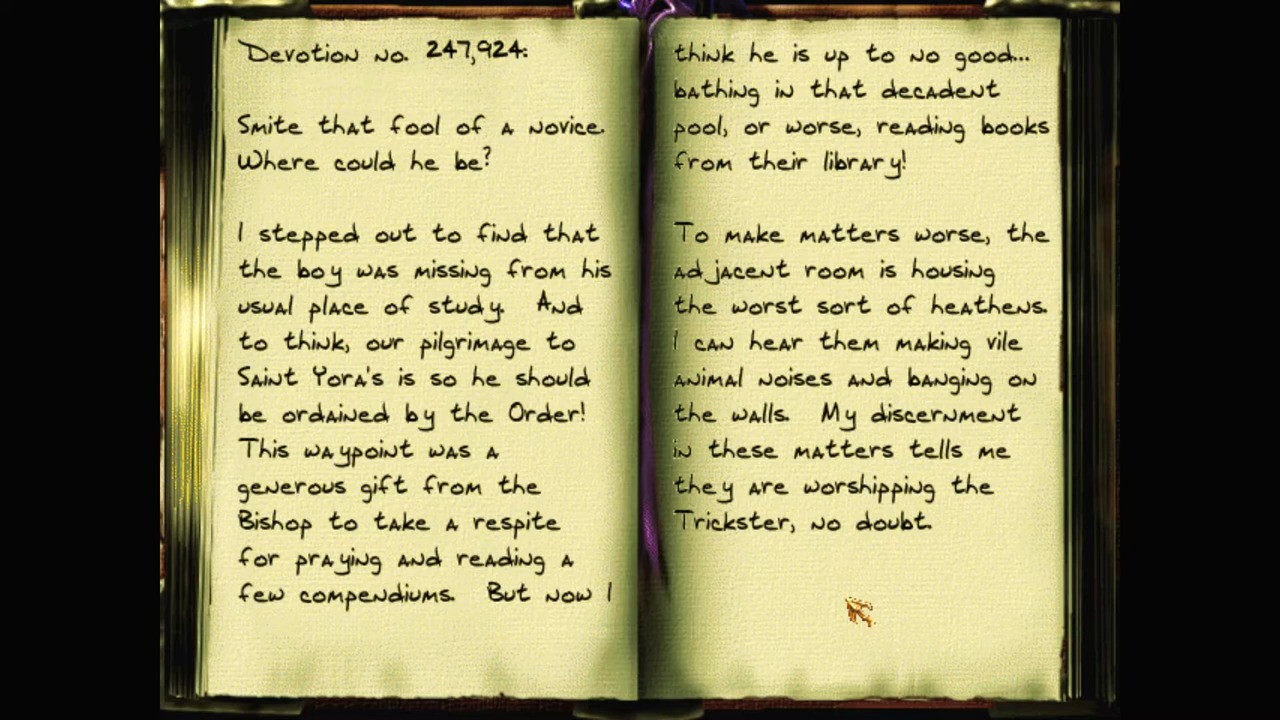 Devotion no. 247,924:
Smite that fool of a novice.
Where could he be?
I stepped out to find that
the boy was missing from his
usual place of study.  And
to think, our pilgrimage to
Saint Yora's is so he should
be ordained by the Order!
This waypoint was a
generous gift from the
Bishop to take a respite
for praying and reading a
few compendiums.  But now I
think he is up to no good...
bathing in that decadent
pool, or worse, reading books
from their library!
To make matters worse, the
adjacent room is housing
the worst sort of heathens.
I can hear them making vile
animal noises and banging on
the walls.  My discernment
in these matters tells me
they are worshipping the
Trickster, no doubt.